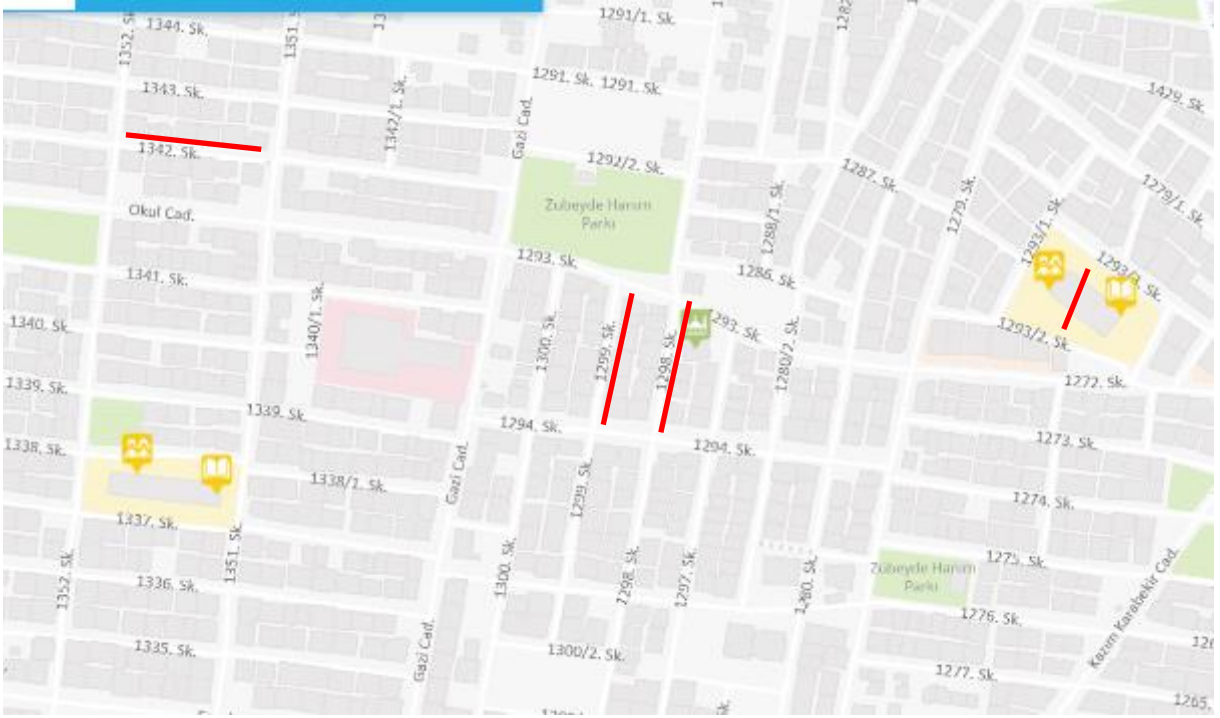 1291/1. Sk.
1344. Sk.
1352. Sk.
1351. Sk.
1343. Sk.
1291. Sk.
1291. Sk.
1429. Sk.
1342/1. Sk.
Gazi Cad.
1342. Sk.
1292/2. Sk.
1287. Sk.
1279. Sk.
1279/1. Sk.
Zübeyde Hanım
Parkı
Okul Cad.
1288/1. Sk.
1293/1. Sk.
1293. Sk.
1286. Sk.
1341. Sk.
1340/1. Sk.
1340. Sk.
1300. Sk.
1299. Sk.
1298. Sk.
293. Sk.
1280/2. Sk.
1293/2. Sk.
1272. Sk.
1339. Sk.
1339. Sk.
1294. Sk.
1294. Sk.
1273. Sk.
1338. Sk.
1338/1. Sk.
Gazi Cad.
1299. Sk.
1274. Sk.
1337. Sk.
1351. Sk.
1352. Sk.
1300. Sk.
1298. Sk.
1297. Sk.
1280. Sk.
1275. Sk.
Zübeyde Hanım
Parkı
Kazım Karabekir Cad.
1336. Sk.
1276. Sk.
Gazi Cad.
1335. Sk.
1300/2. Sk.
1277. Sk.
1265.